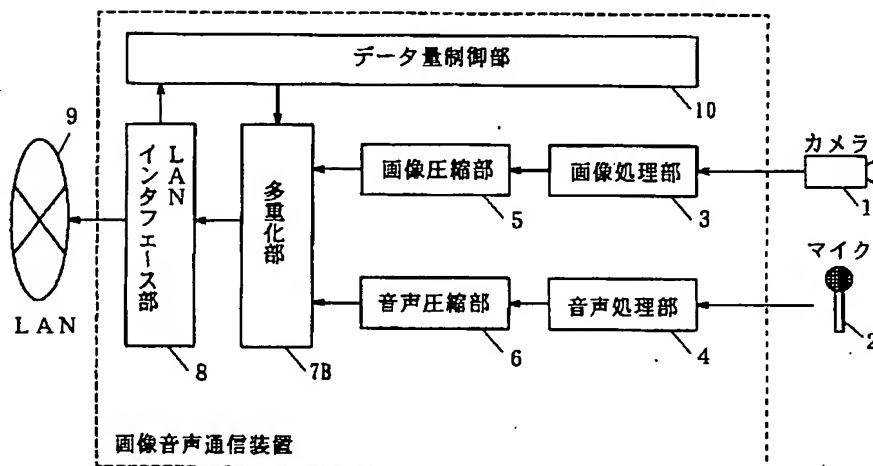 データ量制御部
10
9
LAN
インタフェース部
多重化部
画像圧縮部
画像処理部
カメラ
1
5
3
マイク
音声圧縮部
音声処理部
LAN
8
7B
6
4
2
画像音声通信装置